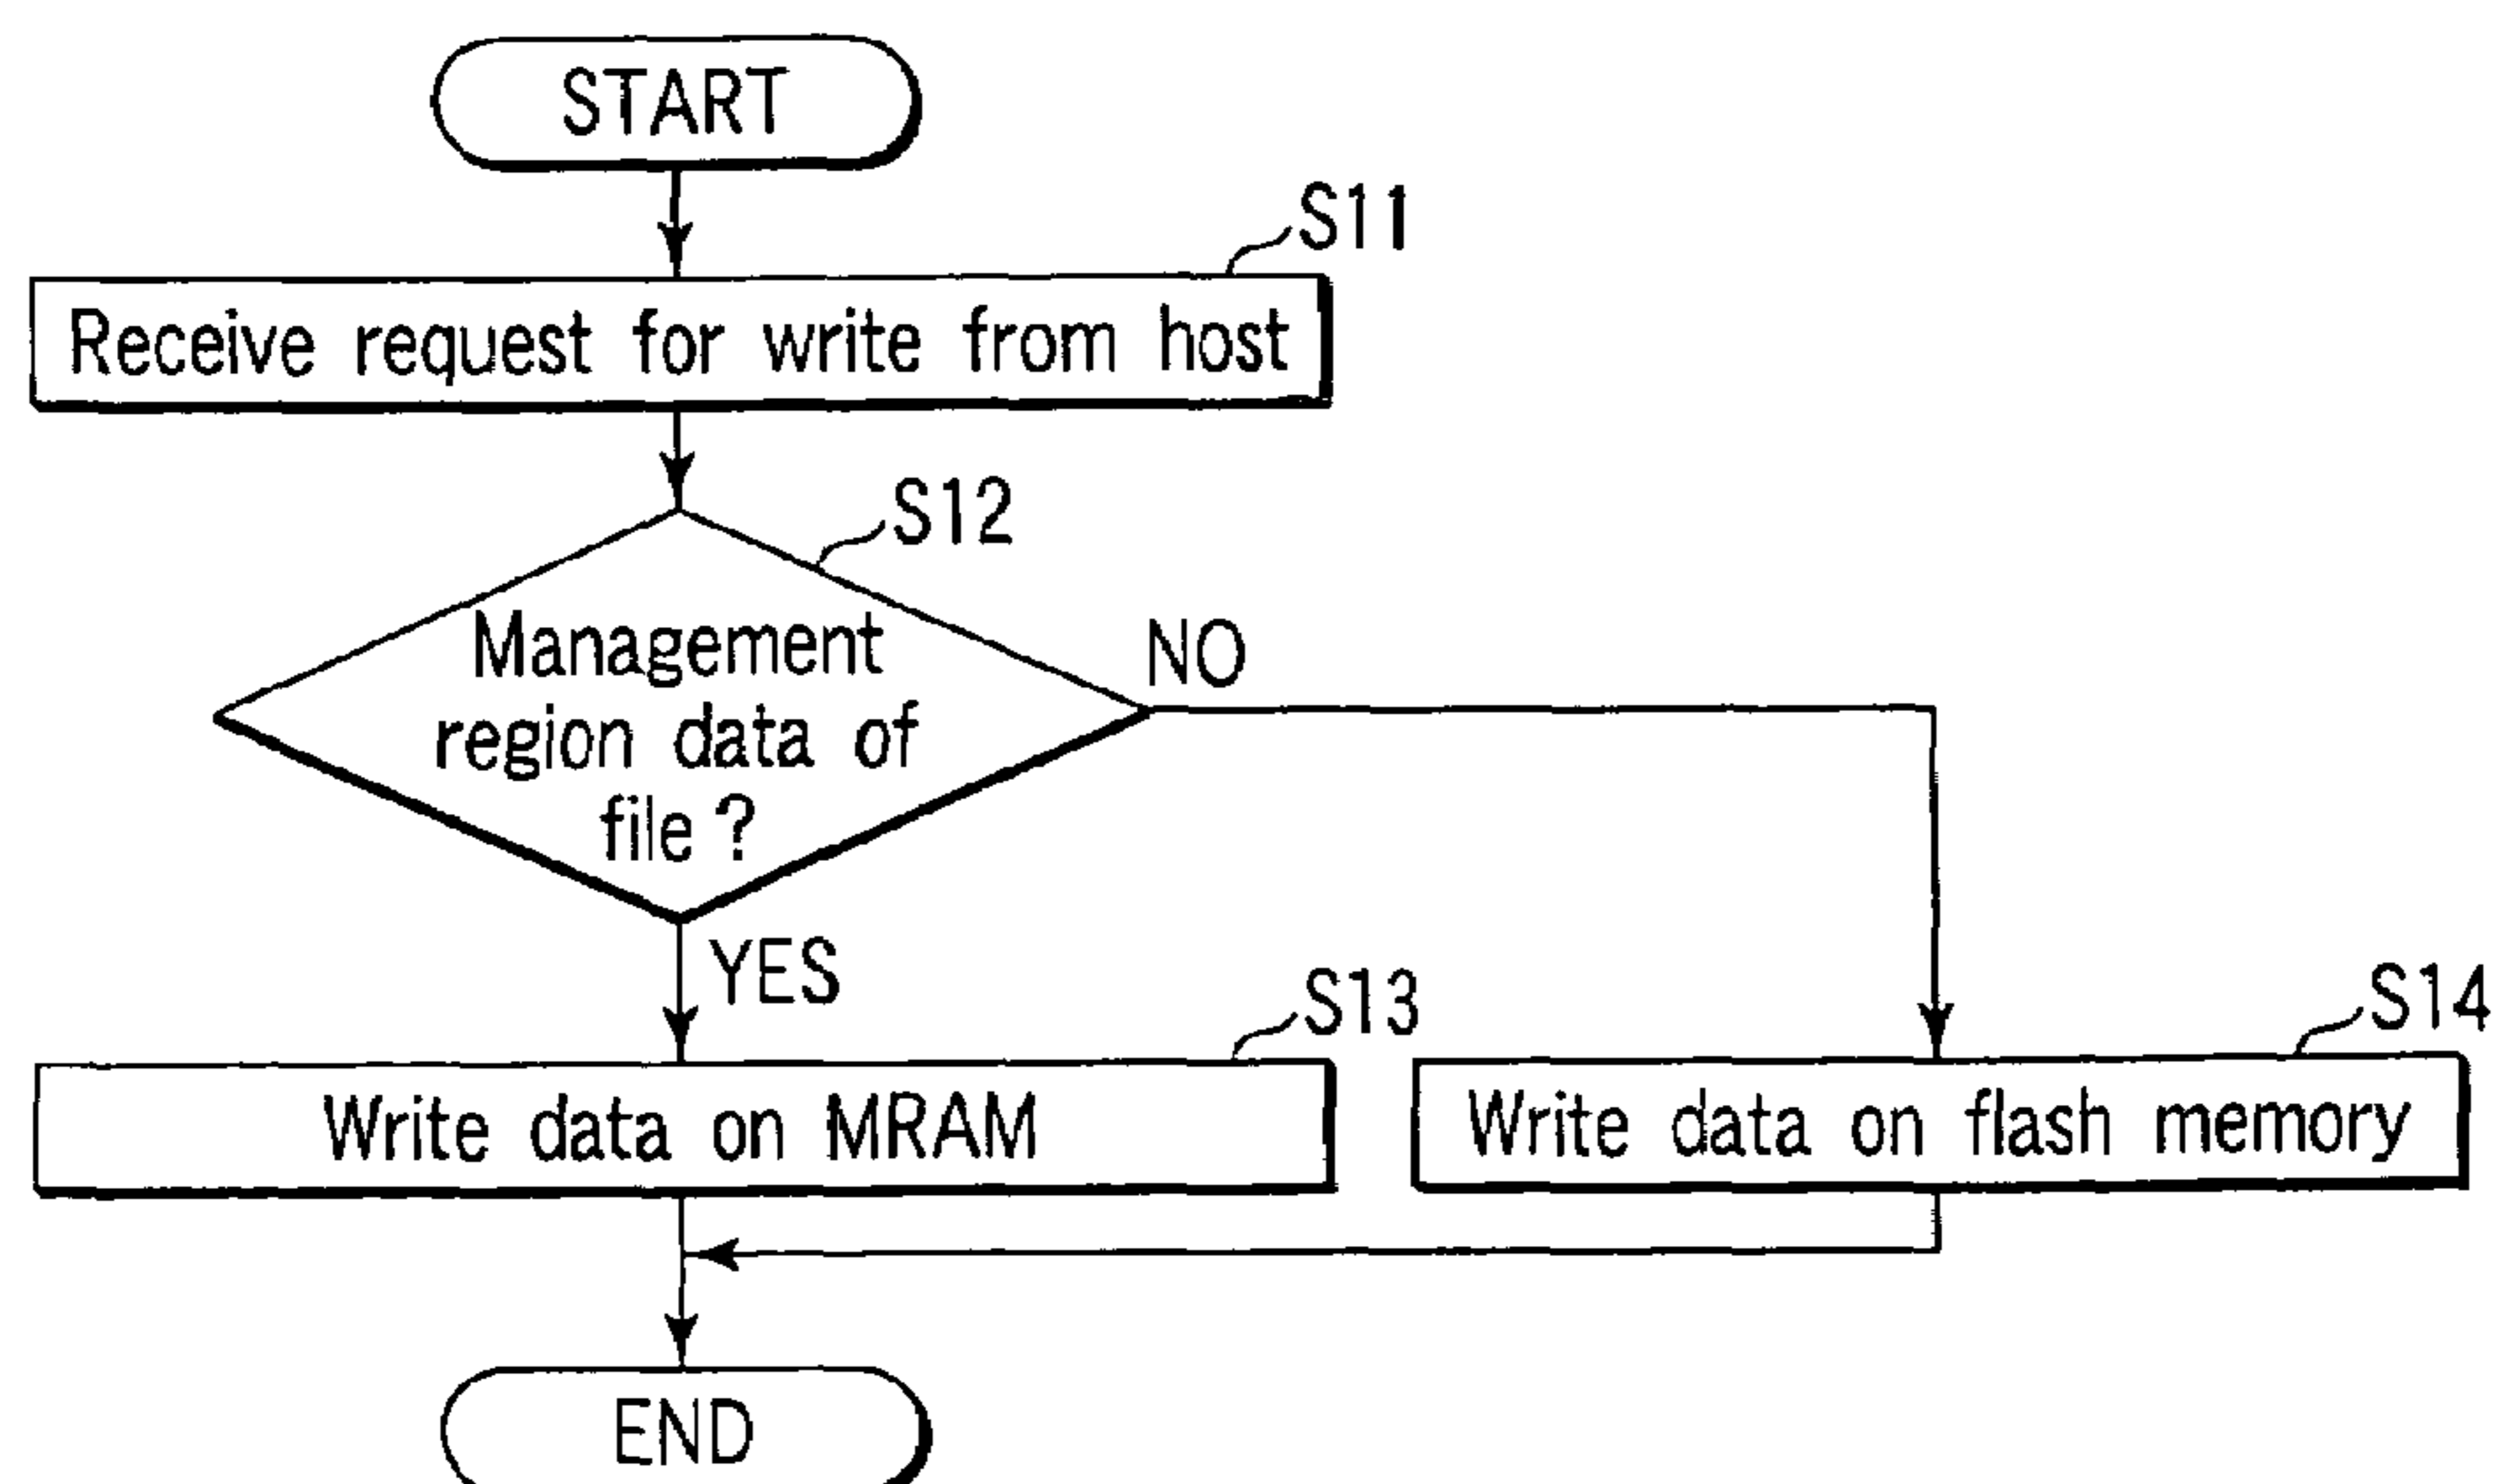 START
S11
Receive request for write from host
S12
Management
region data of
file ?
NO
YES
S13
S14
Write data on MRAM
Write data on flash memory
END